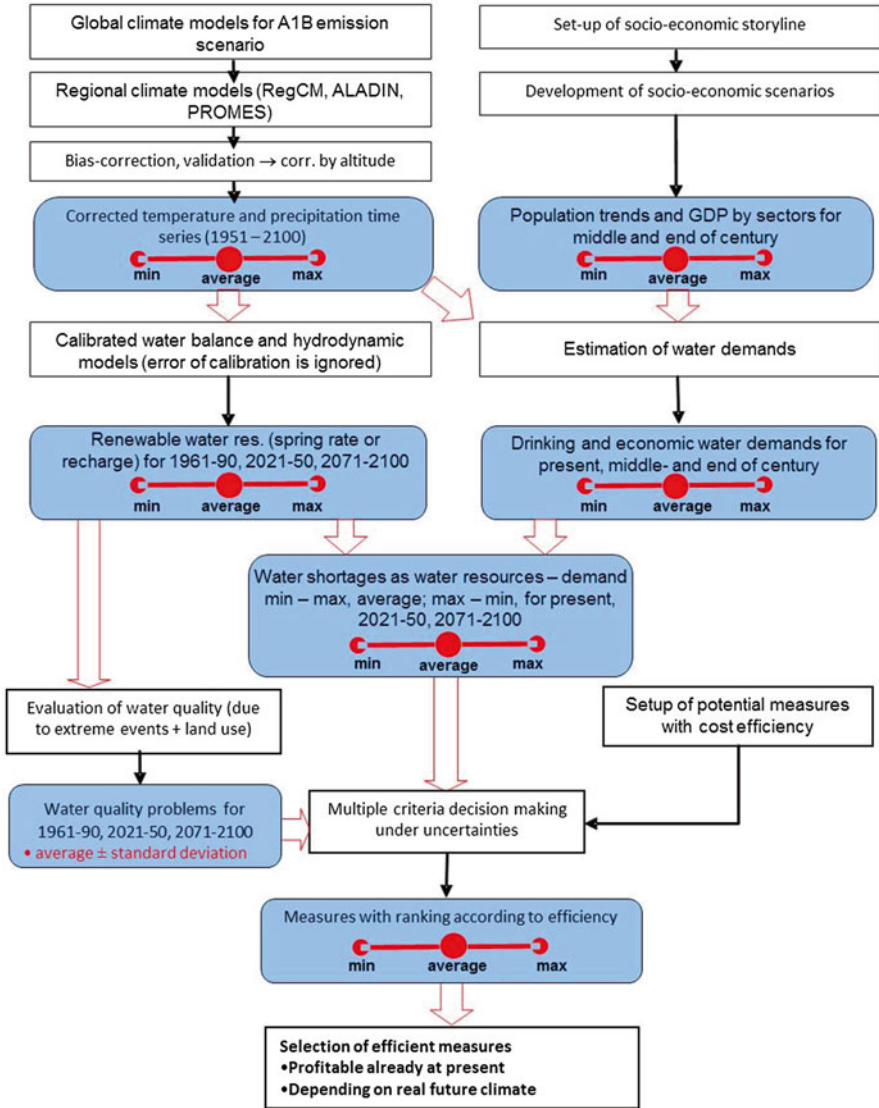 Global climate models for A1B emission
scenario
Set-up of socio-economic storyline
Regional climate models (RegCM, ALADIN,
PROMES)
Development of socio-economic scenarios
Bias-correction, validation → corr. by altitude
Corrected temperature and precipitation time
series (1951 – 2100)
min average max
Population trends and GDP by sectors for
middle and end of century
min average max
Calibrated water balance and hydrodynamic
models (error of calibration is ignored)
Estimation of water demands
Renewable water res. (spring rate or
recharge) for 1961-90, 2021-50, 2071-2100
min average max
Drinking and economic water demands for
present, middle- and end of century
min average max
Water shortages as water resources – demand
min – max, average; max – min, for present,
2021-50, 2071-2100
min average max
Evaluation of water quality (due
to extreme events + land use)
Setup of potential measures
with cost efficiency
Water quality problems for
1961-90, 2021-50, 2071-2100
• average ± standard deviation
Multiple criteria decision making
under uncertainties
Measures with ranking according to efficiency
min average max
Selection of efficient measures
•Profitable already at present
•Depending on real future climate